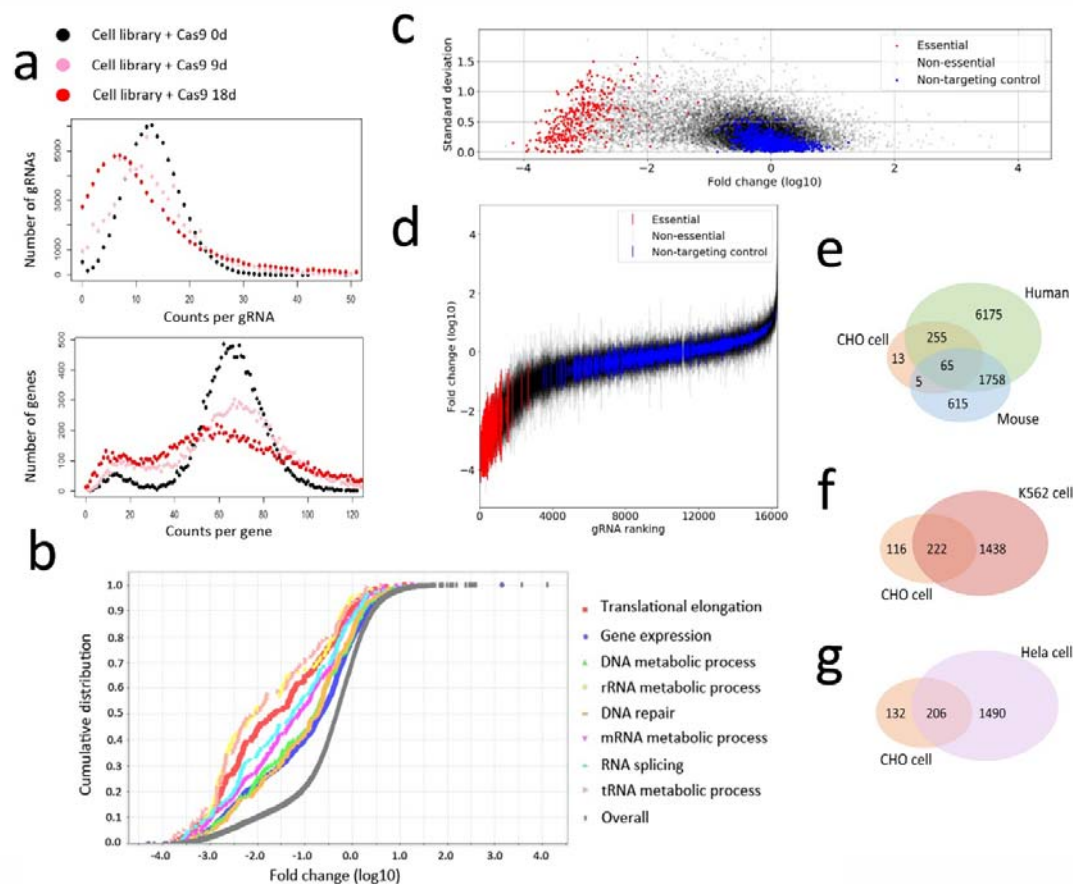 a
Cell library + Cas9 0d
Cell library + Cas9 9d
Cell library + Cas9 18d
Number of gRNAs
0 1000 3000 5000
0 10 20 30 40 50
Counts per gRNA
Number of genes
0 100 200 300 400 500
0 20 40 60 80 100 120
Counts per gene
b
Cumulative distribution
1.0
0.9
0.8
0.7
0.6
0.5
0.4
0.3
0.2
0.1
0.0
-4.0 -3.0 -2.0 -1.0 0.0 1.0 2.0 3.0 4.0
Fold change (log10)
Translational elongation
Gene expression
DNA metabolic process
rRNA metabolic process
DNA repair
mRNA metabolic process
RNA splicing
tRNA metabolic process
Overall
c
Standard deviation
1.5
1.0
0.5
0.0
−4 −2 0 2 4
Fold change (log10)
Essential
Non-essential
Non-targeting control
d
Fold change (log10)
4
2
0
−2
−4
0 4000 8000 12000 16000
gRNA ranking
Essential
Non-essential
Non-targeting control
e
Human
6175
CHO cell
255
13
65
5
1758
615
Mouse
f
K562 cell
116 222 1438
CHO cell
g
Hela cell
132 206 1490
CHO cell